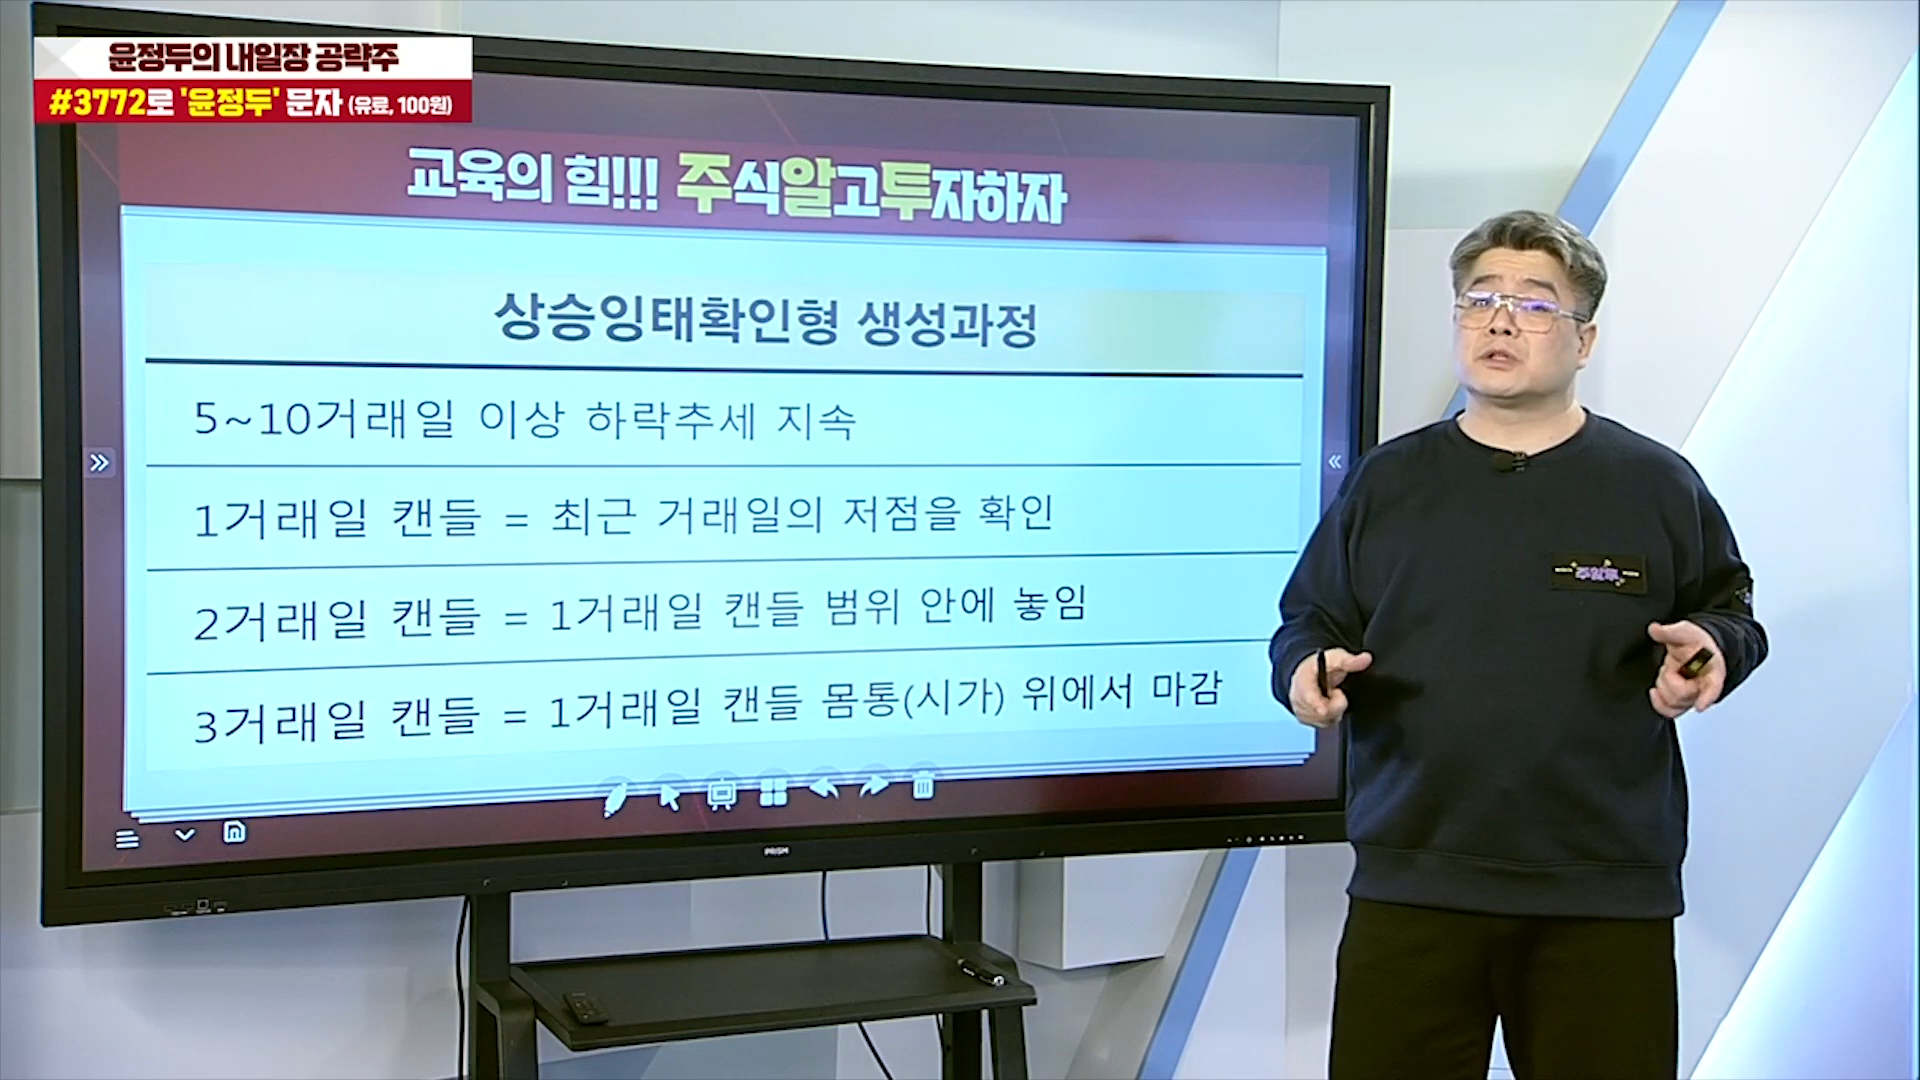 윤정두의 내일장 공략주
#3772로 '윤정두' 문자 (유료, 100원)
교육의 힘!!! 주식알고투자하자
상승잉태확인형 생성과정
5~10거래일 이상 하락추세 지속
1거래일 캔들 = 최근 거래일의 저점을 확인
2거래일 캔들 = 1거래일 캔들 범위 안에 놓임
3거래일 캔들 = 1거래일 캔들 몸통(시가) 위에서 마감
PRISM
주알투